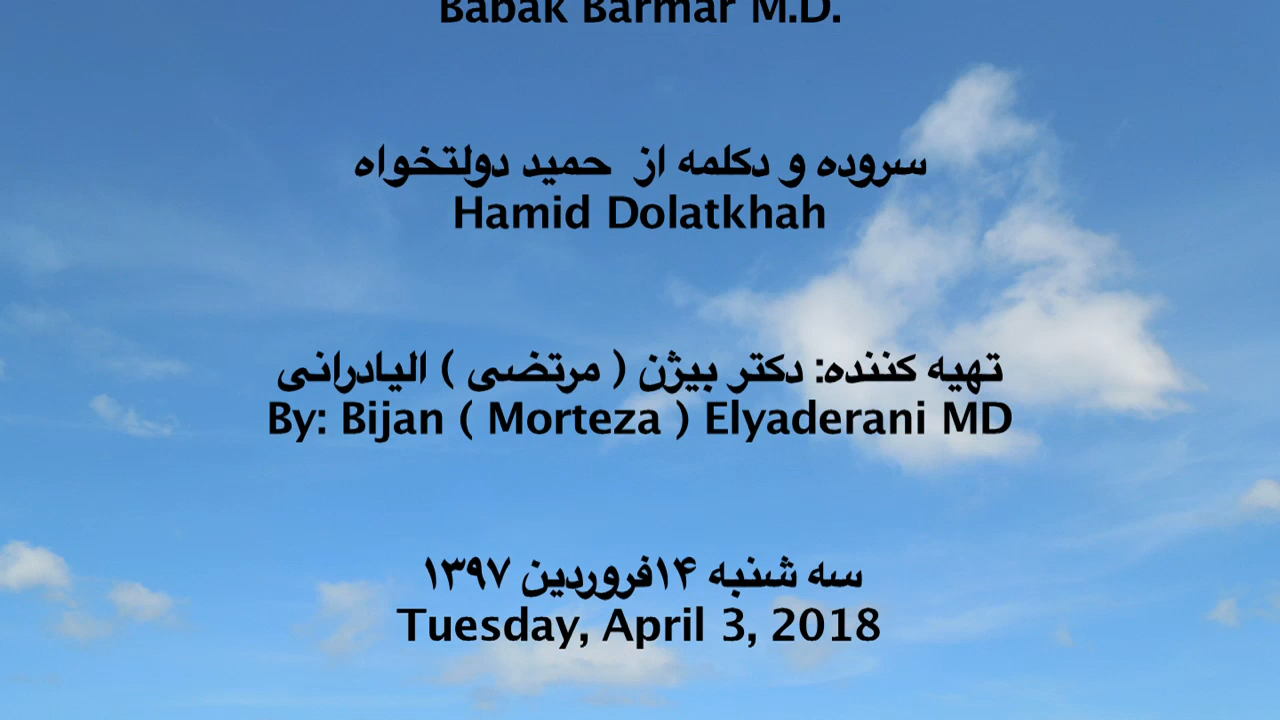 Babak Barmar M.D.
سروده و دکلمه از حمید دولتخواه
Hamid Dolatkhah
تهیه کننده: دکتر بیژن ( مرتضی ) الیادرانی
By: Bijan ( Morteza ) Elyaderani MD
سه شنبه ۱۴فروردین ۱۳۹۷
Tuesday, April 3, 2018